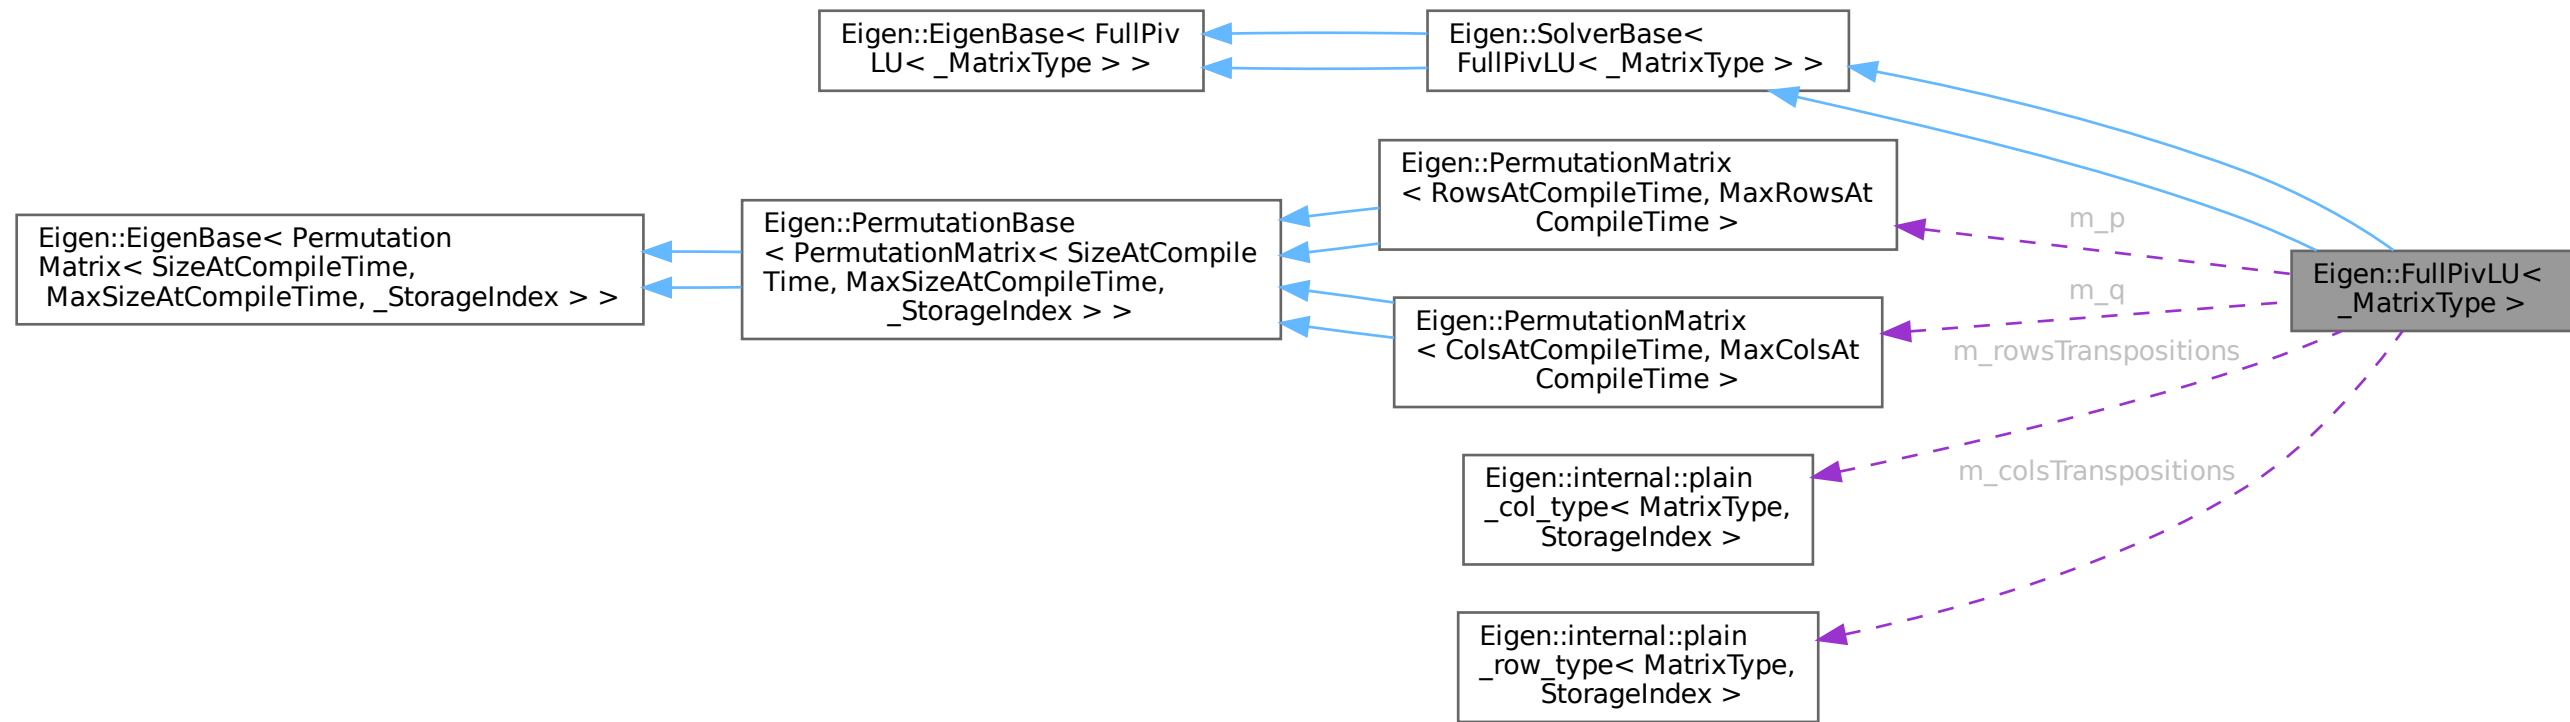 Eigen::EigenBase< FullPiv
LU< _MatrixType > >
Eigen::SolverBase<
FullPivLU< _MatrixType > >
Eigen::PermutationMatrix
< RowsAtCompileTime, MaxRowsAt
CompileTime >
Eigen::EigenBase< Permutation
Matrix< SizeAtCompileTime,
MaxSizeAtCompileTime, _StorageIndex > >
Eigen::PermutationBase
< PermutationMatrix< SizeAtCompile
Time, MaxSizeAtCompileTime,
_StorageIndex > >
m_p
Eigen::FullPivLU<
_MatrixType >
m_q
Eigen::PermutationMatrix
< ColsAtCompileTime, MaxColsAt
CompileTime >
m_rowsTranspositions
Eigen::internal::plain
_col_type< MatrixType,
StorageIndex >
m_colsTranspositions
Eigen::internal::plain
_row_type< MatrixType,
StorageIndex >